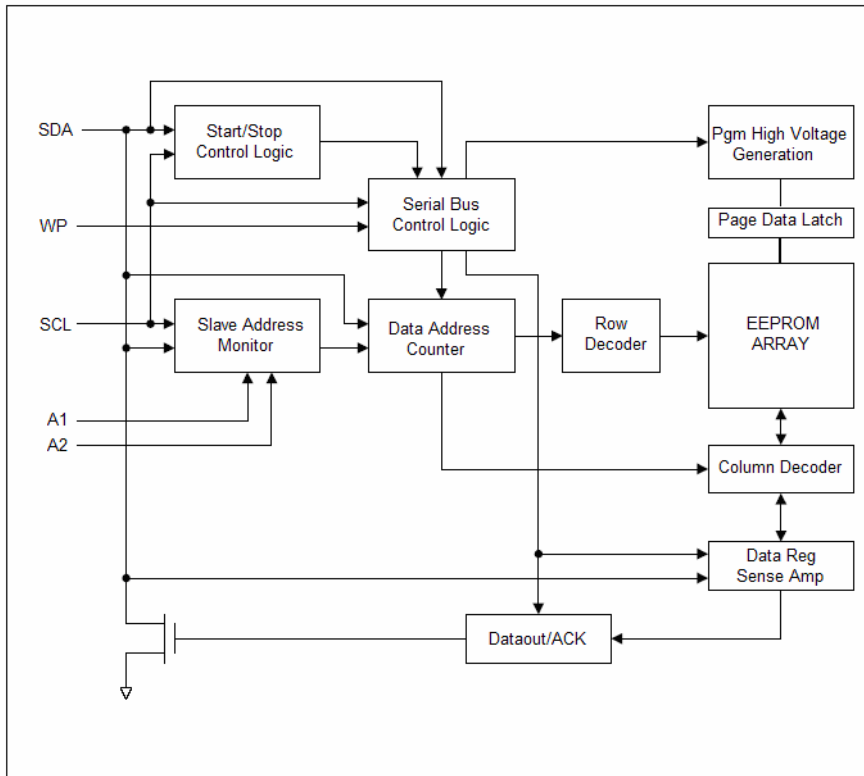 SDA
Start/Stop
Control Logic
Pgm High Voltage
Generation
Serial Bus
Control Logic
WP
Page Data Latch
SCL
Slave Address
Monitor
Data Address
Counter
Row
Decoder
EEPROM
ARRAY
A1
A2
Column Decoder
Data Reg
Sense Amp
Dataout/ACK